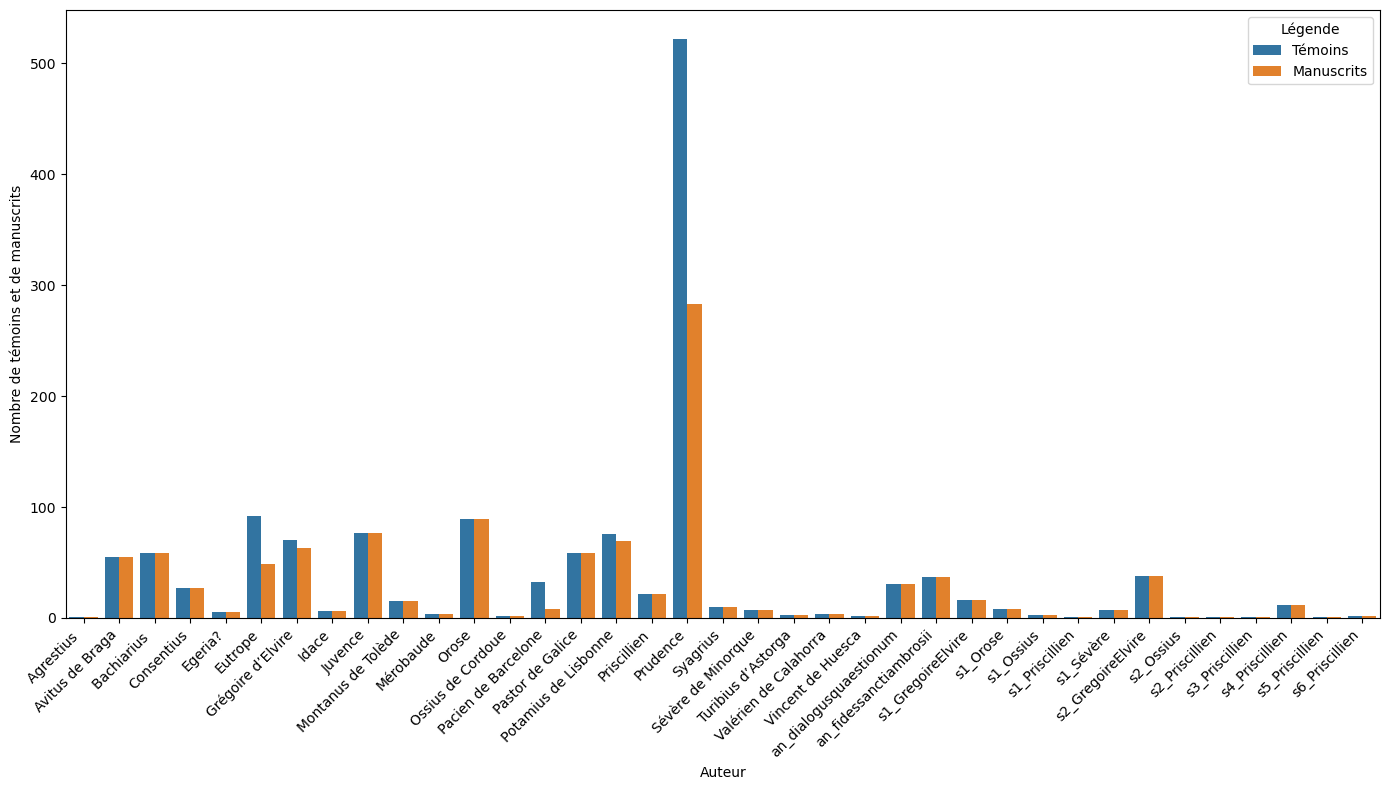 Légende
Témoins
Manuscrits
Nombre de témoins et de manuscrits
500
400
300
200
100
0
Agrestius
Avitus de Braga
Bachiarius
Consentius
Egeria?
Eutrope
Grégoire d'Elvire
Idace
Juvence
Montanus de Tolède
Mérobaude
Orose
Ossius de Cordoue
Pacien de Barcelone
Pastor de Galice
Potamius de Lisbonne
Priscillien
Prudence
Syagrius
Sévère de Minorque
Turibius d'Astorga
Valérien de Calahorra
Vincent de Huesca
an_dialogusquaestionum
an_fidessanctiambrosii
s1_GregoireElvire
s1_Orose
s1_Ossius
s1_Priscillien
s1_Sévère
s2_GregoireElvire
s2_Ossius
s2_Priscillien
s3_Priscillien
s4_Priscillien
s5_Priscillien
s6_Priscillien
Auteur